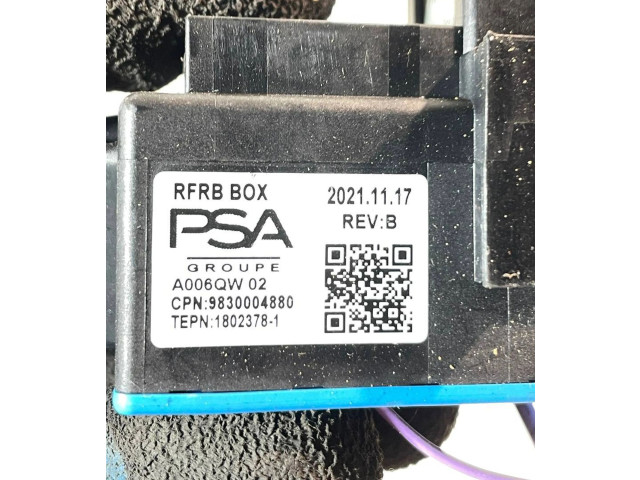 RFRB BOX
2021.11.17
PSA
REV:B
GROUPE
A006QW 02
CPN:9830004880
TEPN:1802378-1